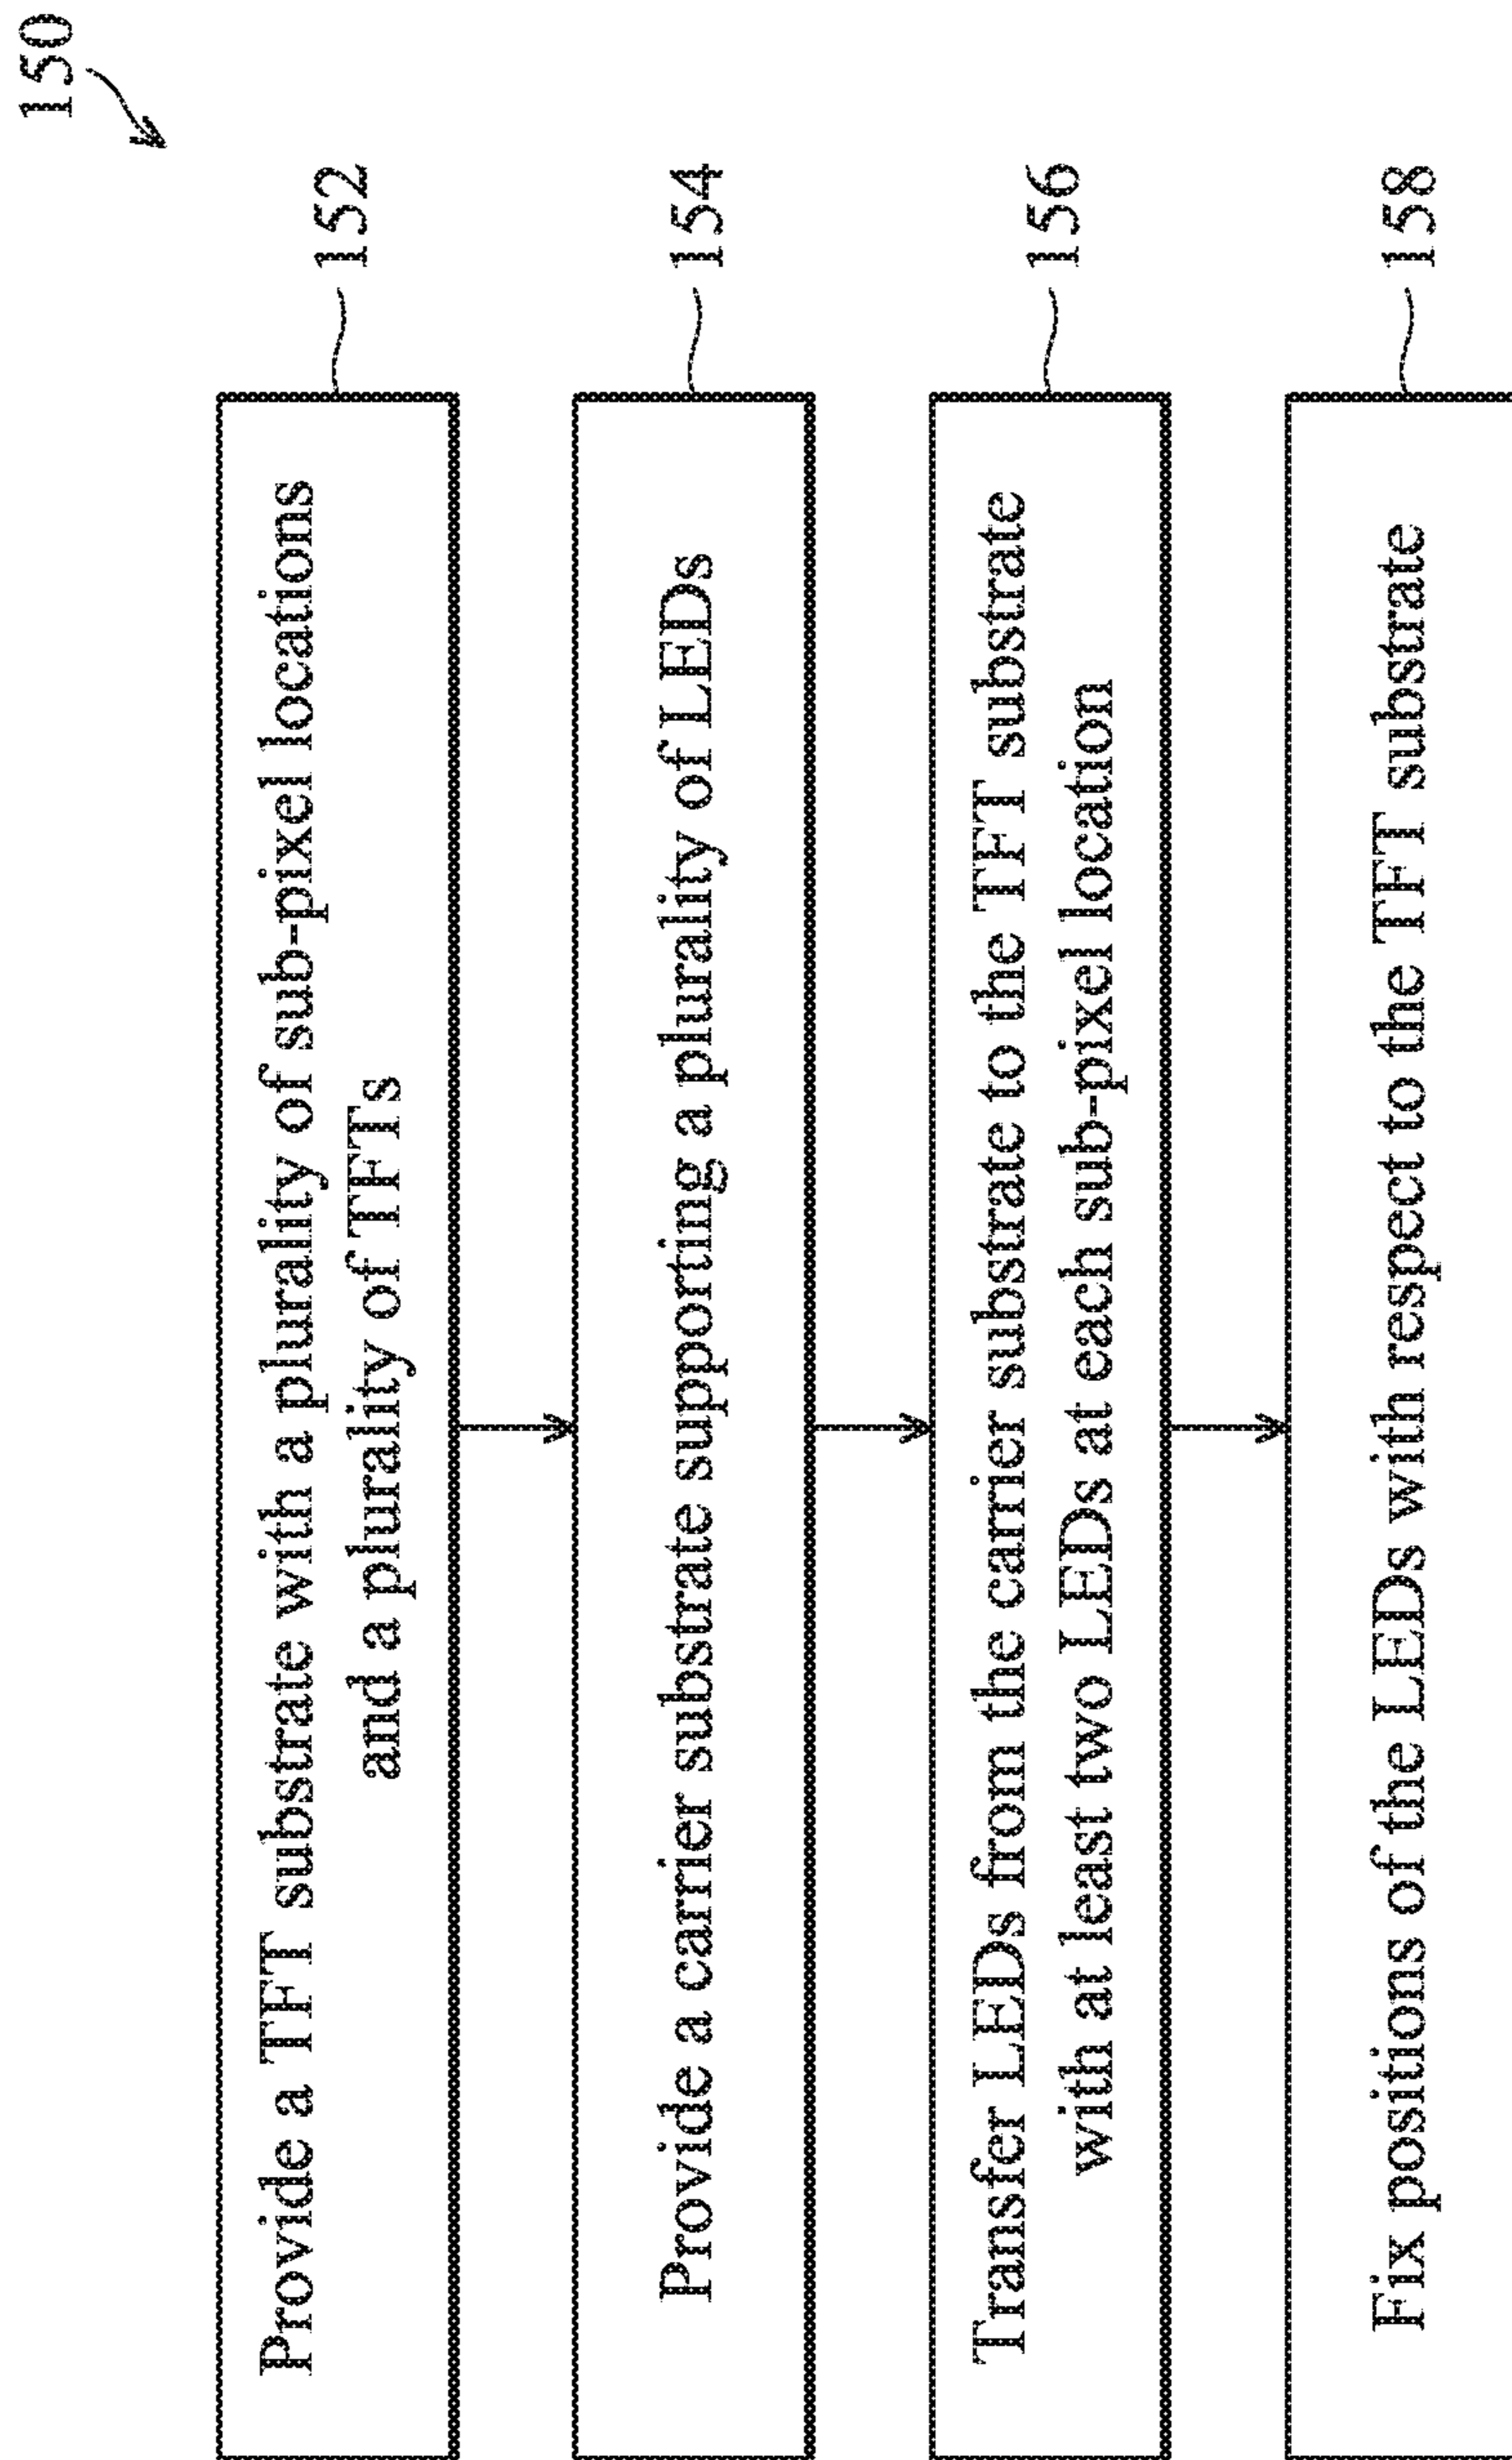 150
Provide a TFT substrate with a plurality of sub-pixel locations
and a plurality of TFTs
152
Provide a carrier substrate supporting a plurality of LEDs
154
Transfer LEDs from the carrier substrate to the TFT substrate
with at least two LEDs at each sub-pixel location
156
Fix positions of the LEDs with respect to the TFT substrate
158